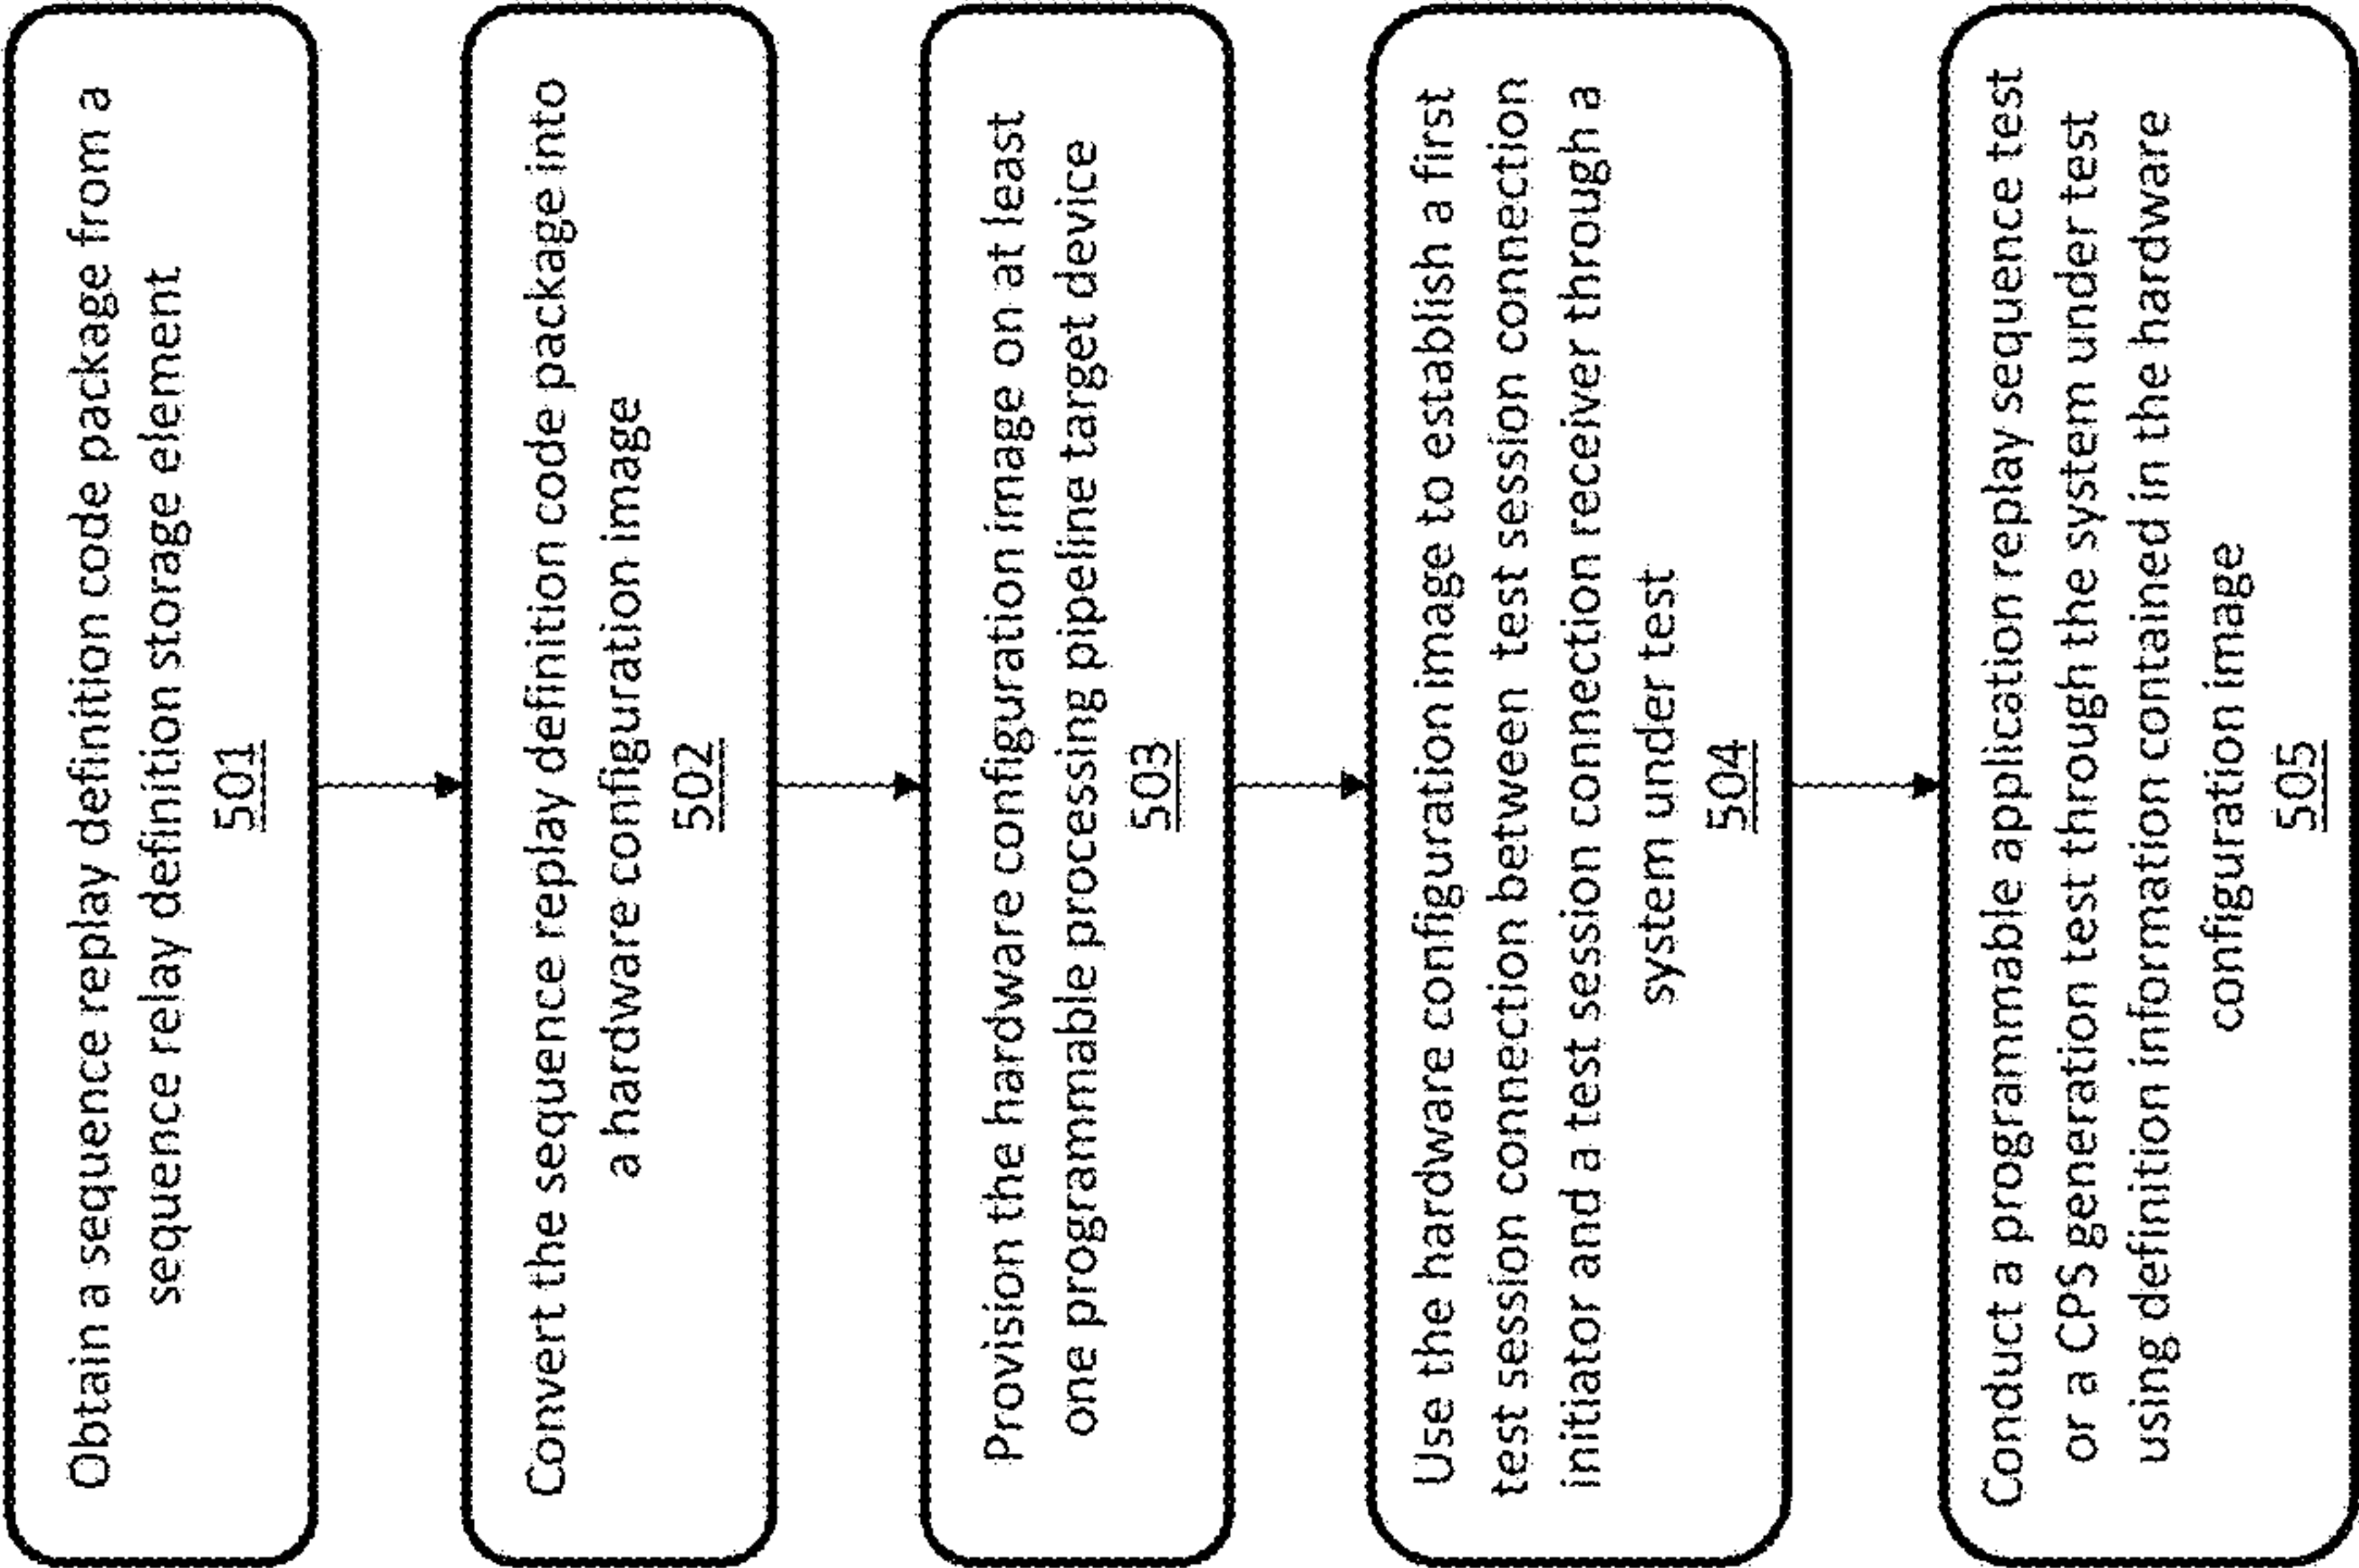 Obtain a sequence replay definition code package from a
sequence relay definition storage element
501
Convert the sequence replay definition code package into
a hardware configuration image
502
Provision the hardware configuration image on at least
one programmable processing pipeline target device
503
Use the hardware configuration image to establish a first
test session connection between test session connection
initiator and a test session connection receiver through a
system under test
504
Conduct a programmable application replay sequence test
or a CPS generation test through the system under test
using definition information contained in the hardware
configuration image
505